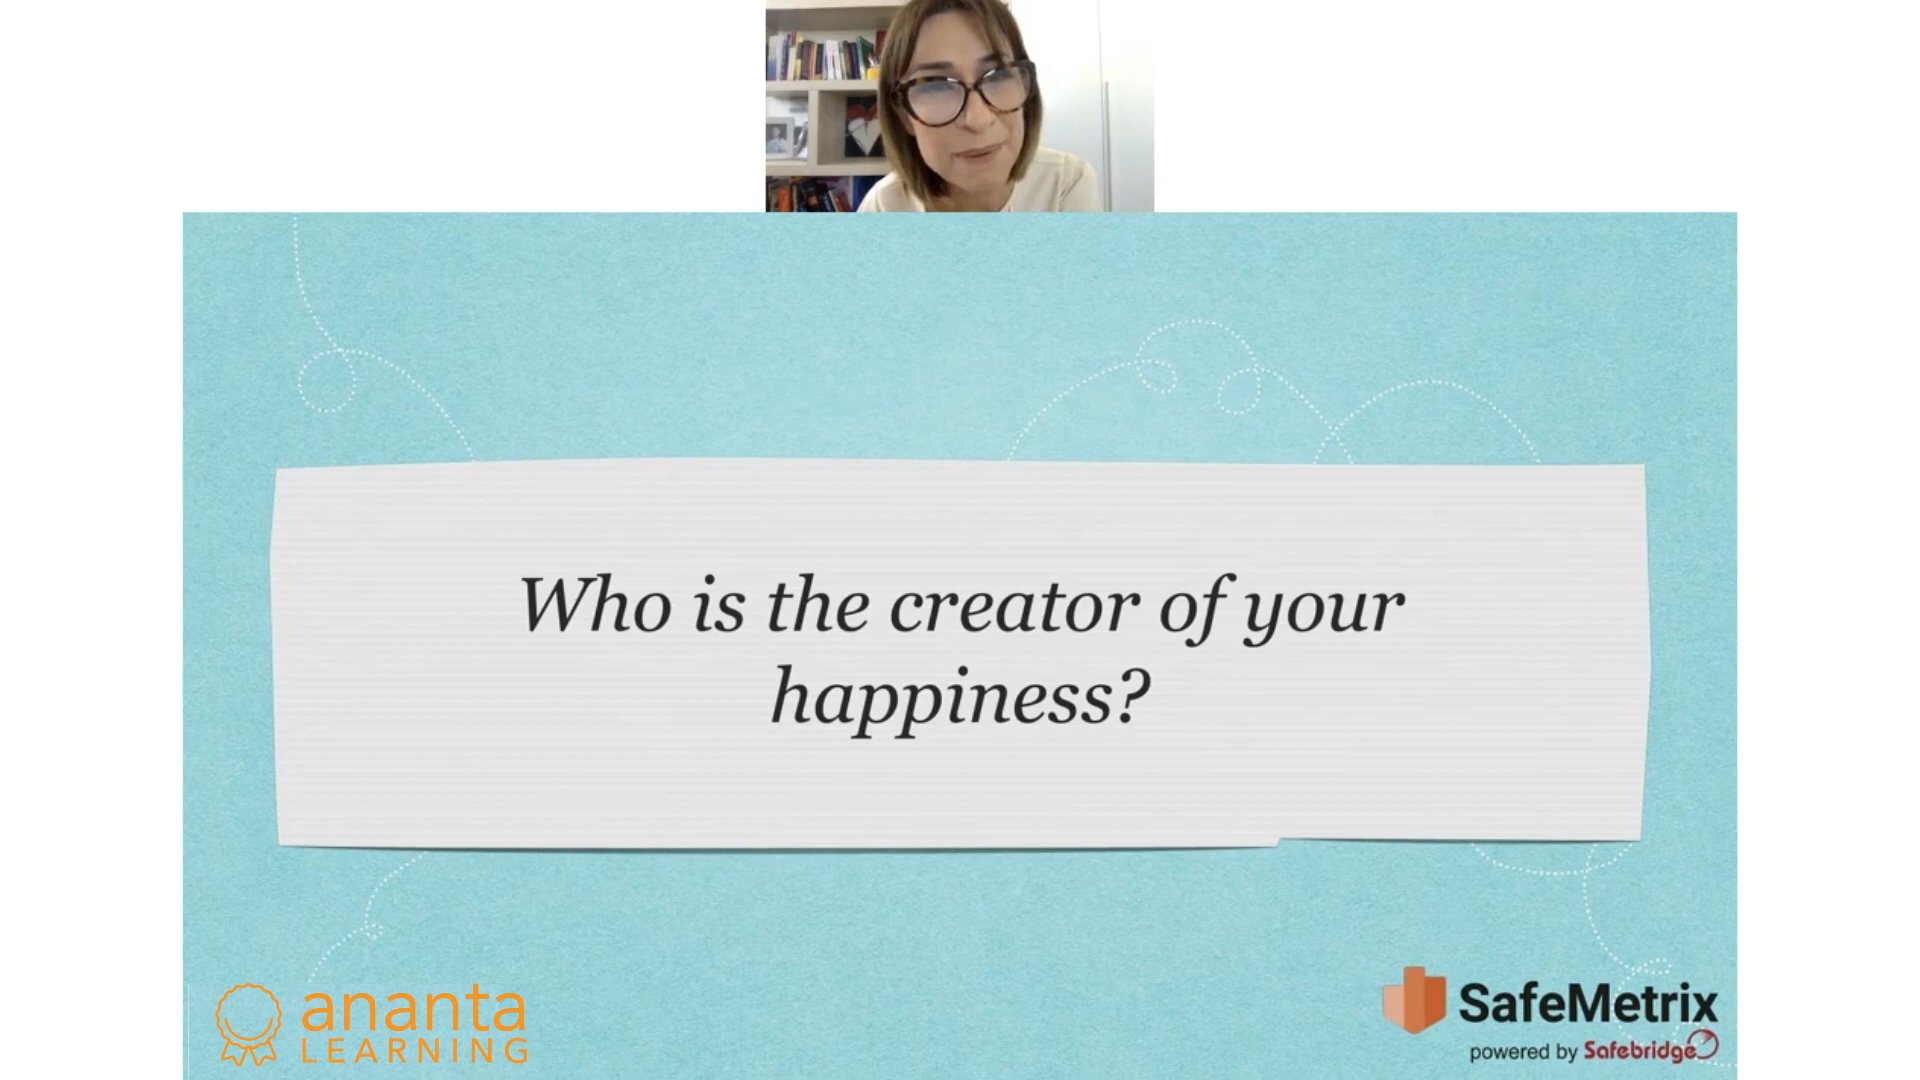 Who is the creator of your
happiness?
ananta
LEARNING
SafeMetrix
powered by Safebridge